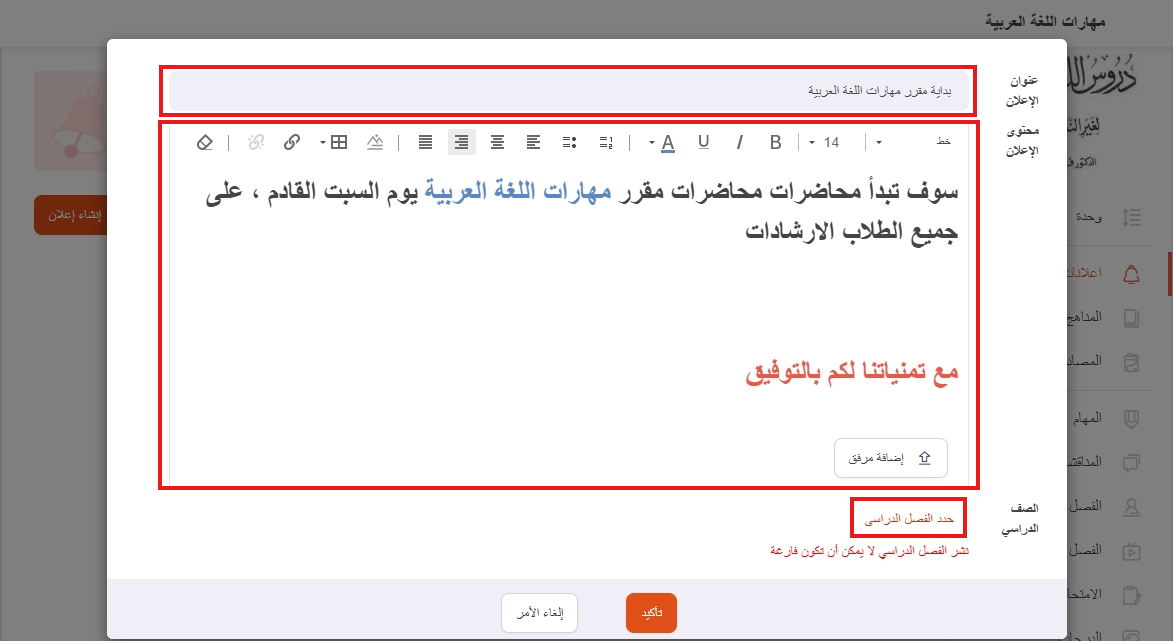 مهارات اللغة العربية
عنوان
الإعلان
بداية مقرر مهارات اللغة العربية
محتوى
الإعلان
خط
14
A U I B
سوف تبدأ محاضرات محاضرات مقرر مهارات اللغة العربية يوم السبت القادم ، على
جميع الطلاب الارشادات
مع تمنياتنا لكم بالتوفيق
إضافة مرفق
الصف
الدراسي
حدد الفصل الدراسي
نشر الفصل الدراسي لا يمكن أن تكون فارغة
تأكيد
إلغاء الأمر
إنشاء إعلان
وحدة
اعلانات
المناهج
المهام
الفصل
الفصل